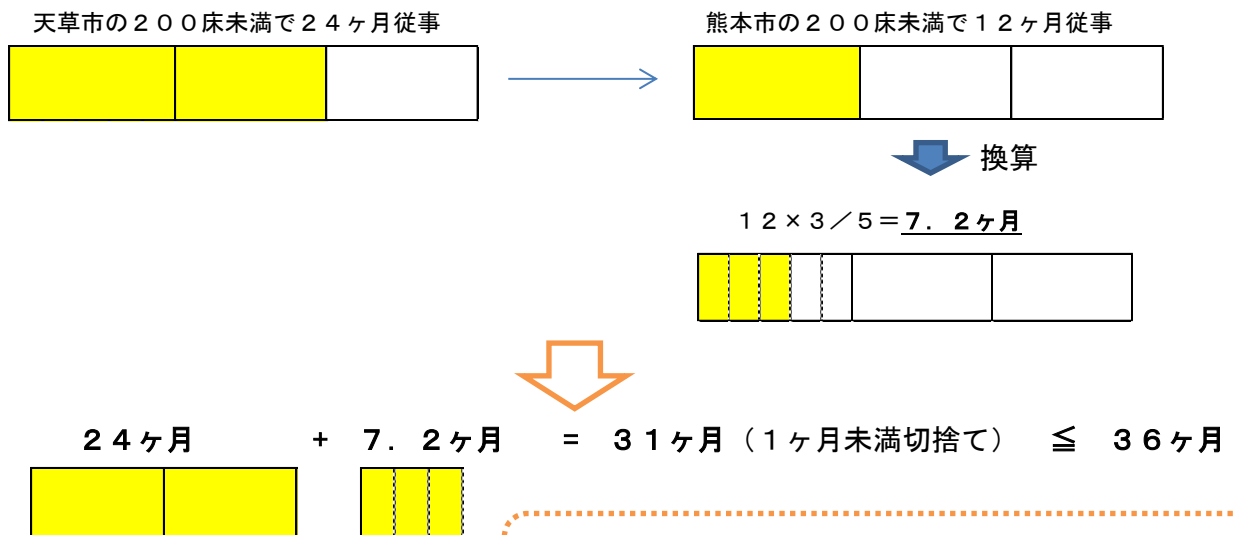 天草市の２００床未満で２４ヶ月従事
熊本市の２００床未満で１２ヶ月従事
換算
１２×３／５＝７．２ヶ月
２４ヶ月 + ７．２ヶ月 = ３１ヶ月（１ヶ月未満切捨て） ≦ ３６ヶ月